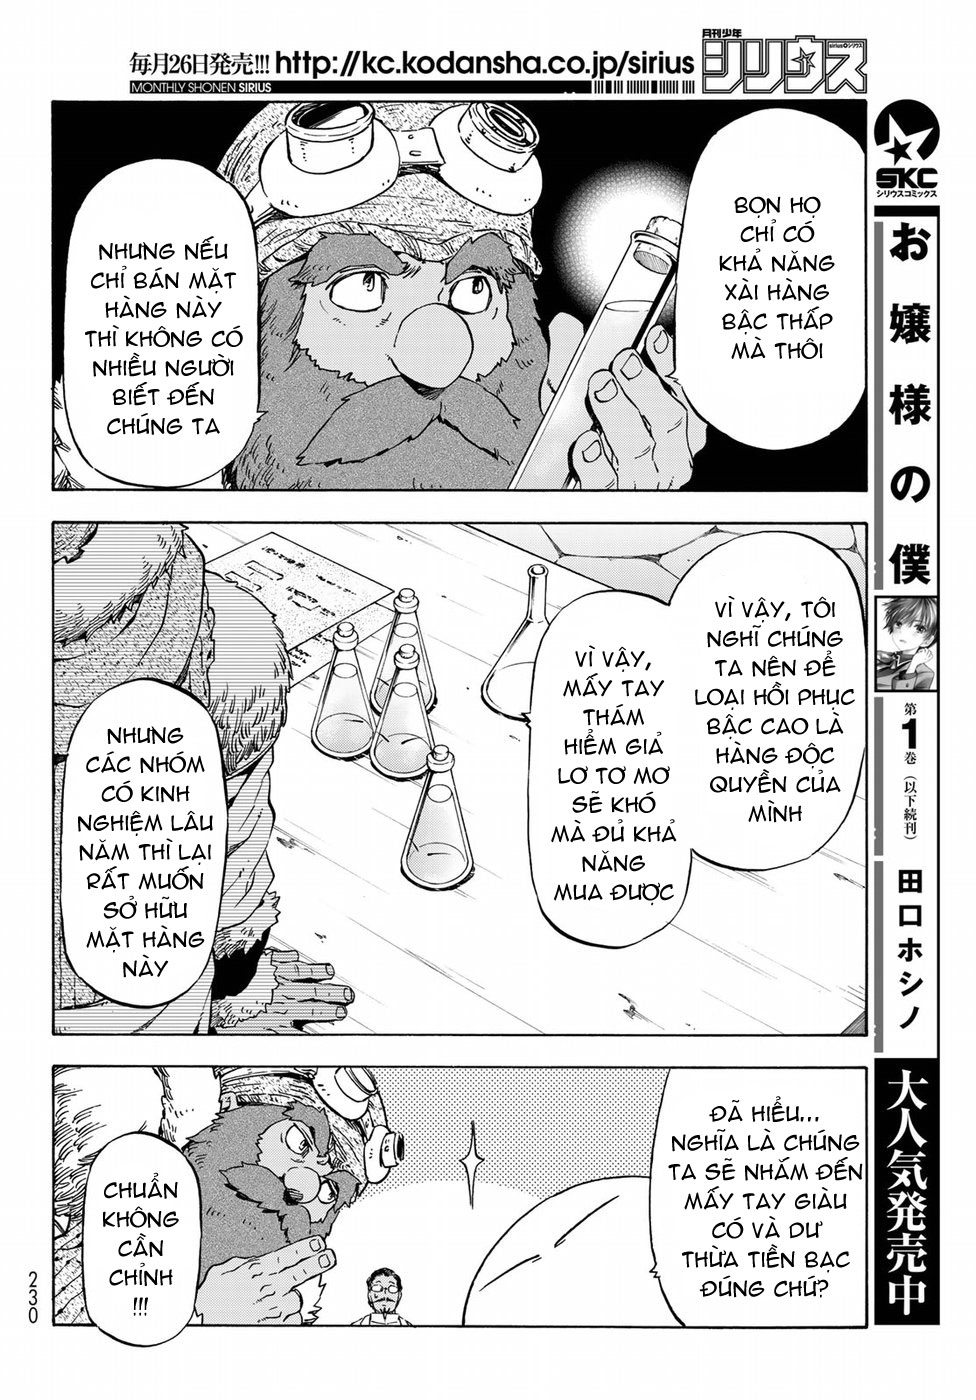 毎月26日発売!!! http://kc.kodansha.co.jp/sirius
MONTHLY SHONEN SIRIUS
月刊少年
シリウス
BỌN HỌ
CHỈ CÓ
KHẢ NĂNG
XÀI HÀNG
BẬC THẤP
MÀ THÔI
NHƯNG NẾU
CHỈ BÁN MẶT
HÀNG NÀY
THÌ KHÔNG CÓ
NHIỀU NGƯỜI
BIẾT ĐẾN
CHÚNG TA
VÌ VẬY, TÔI
NGHĨ CHÚNG
TA NÊN ĐỂ
LOẠI HỒI PHỤC
BẬC CAO LÀ
HÀNG ĐỘC
QUYỀN CỦA
MÌNH
VÌ VẬY,
MẤY TAY
THÁM
HIỂM GIẢ
LƠ TƠ MƠ
SẼ KHÓ
MÀ ĐỦ KHẢ
NĂNG
MUA ĐƯỢC
NHƯNG
CÁC NHÓM
CÓ KINH
NGHIỆM LÂU
NĂM THÌ LẠI
RẤT MUỐN
SỞ HỮU
MẶT HÀNG
NÀY
ĐÃ HIỂU...
NGHĨA LÀ CHÚNG
TA SẼ NHẮM ĐẾN
MẤY TAY GIÀU
CÓ VÀ DƯ
THỪA TIỀN BẠC
ĐÚNG CHỨ?
CHUẨN
KHÔNG
CẦN
CHỈNH
!!!
SKC
シリウスコミックス
お嬢様の僕
第1巻（以下続刊）
田口ホシノ
大人気発売中
230